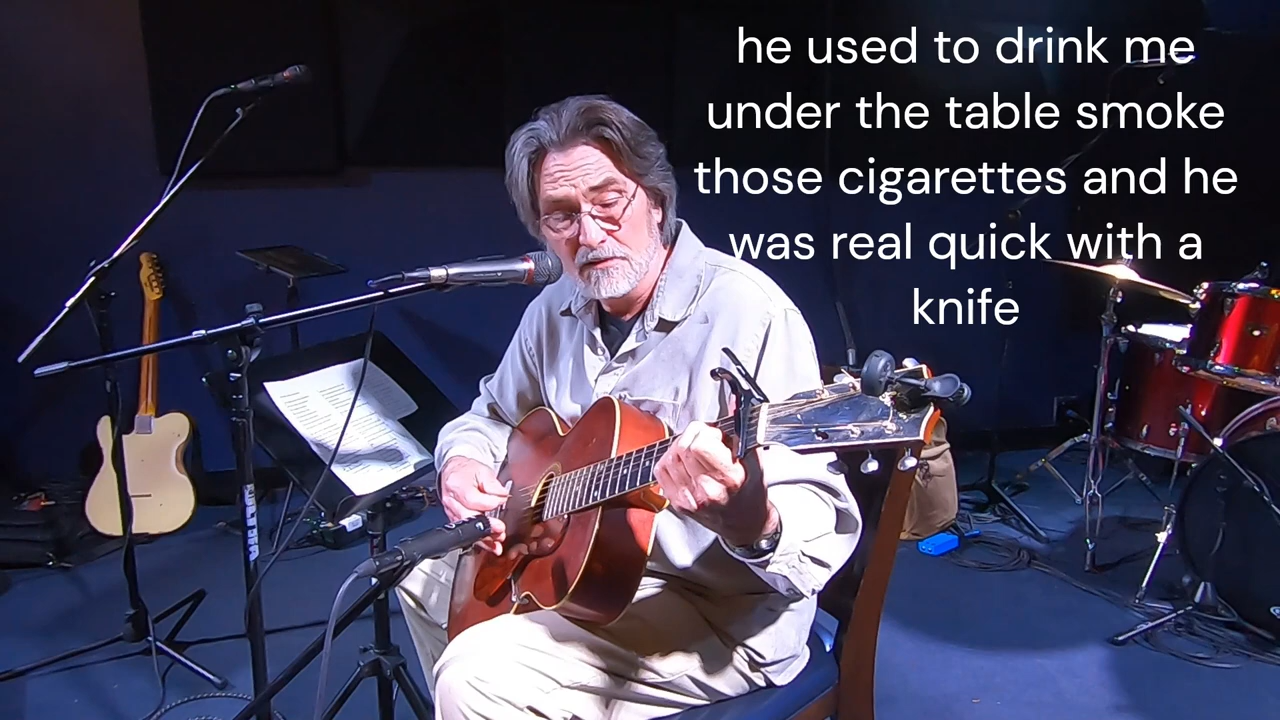 he used to drink me
under the table smoke
those cigarettes and he
was real quick with a
knife